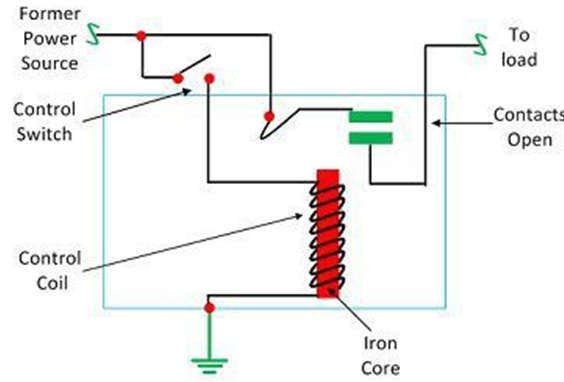 Former
Power
Source
To
load
Control
Switch
Contacts
Open
Control
Coil
Iron
Core